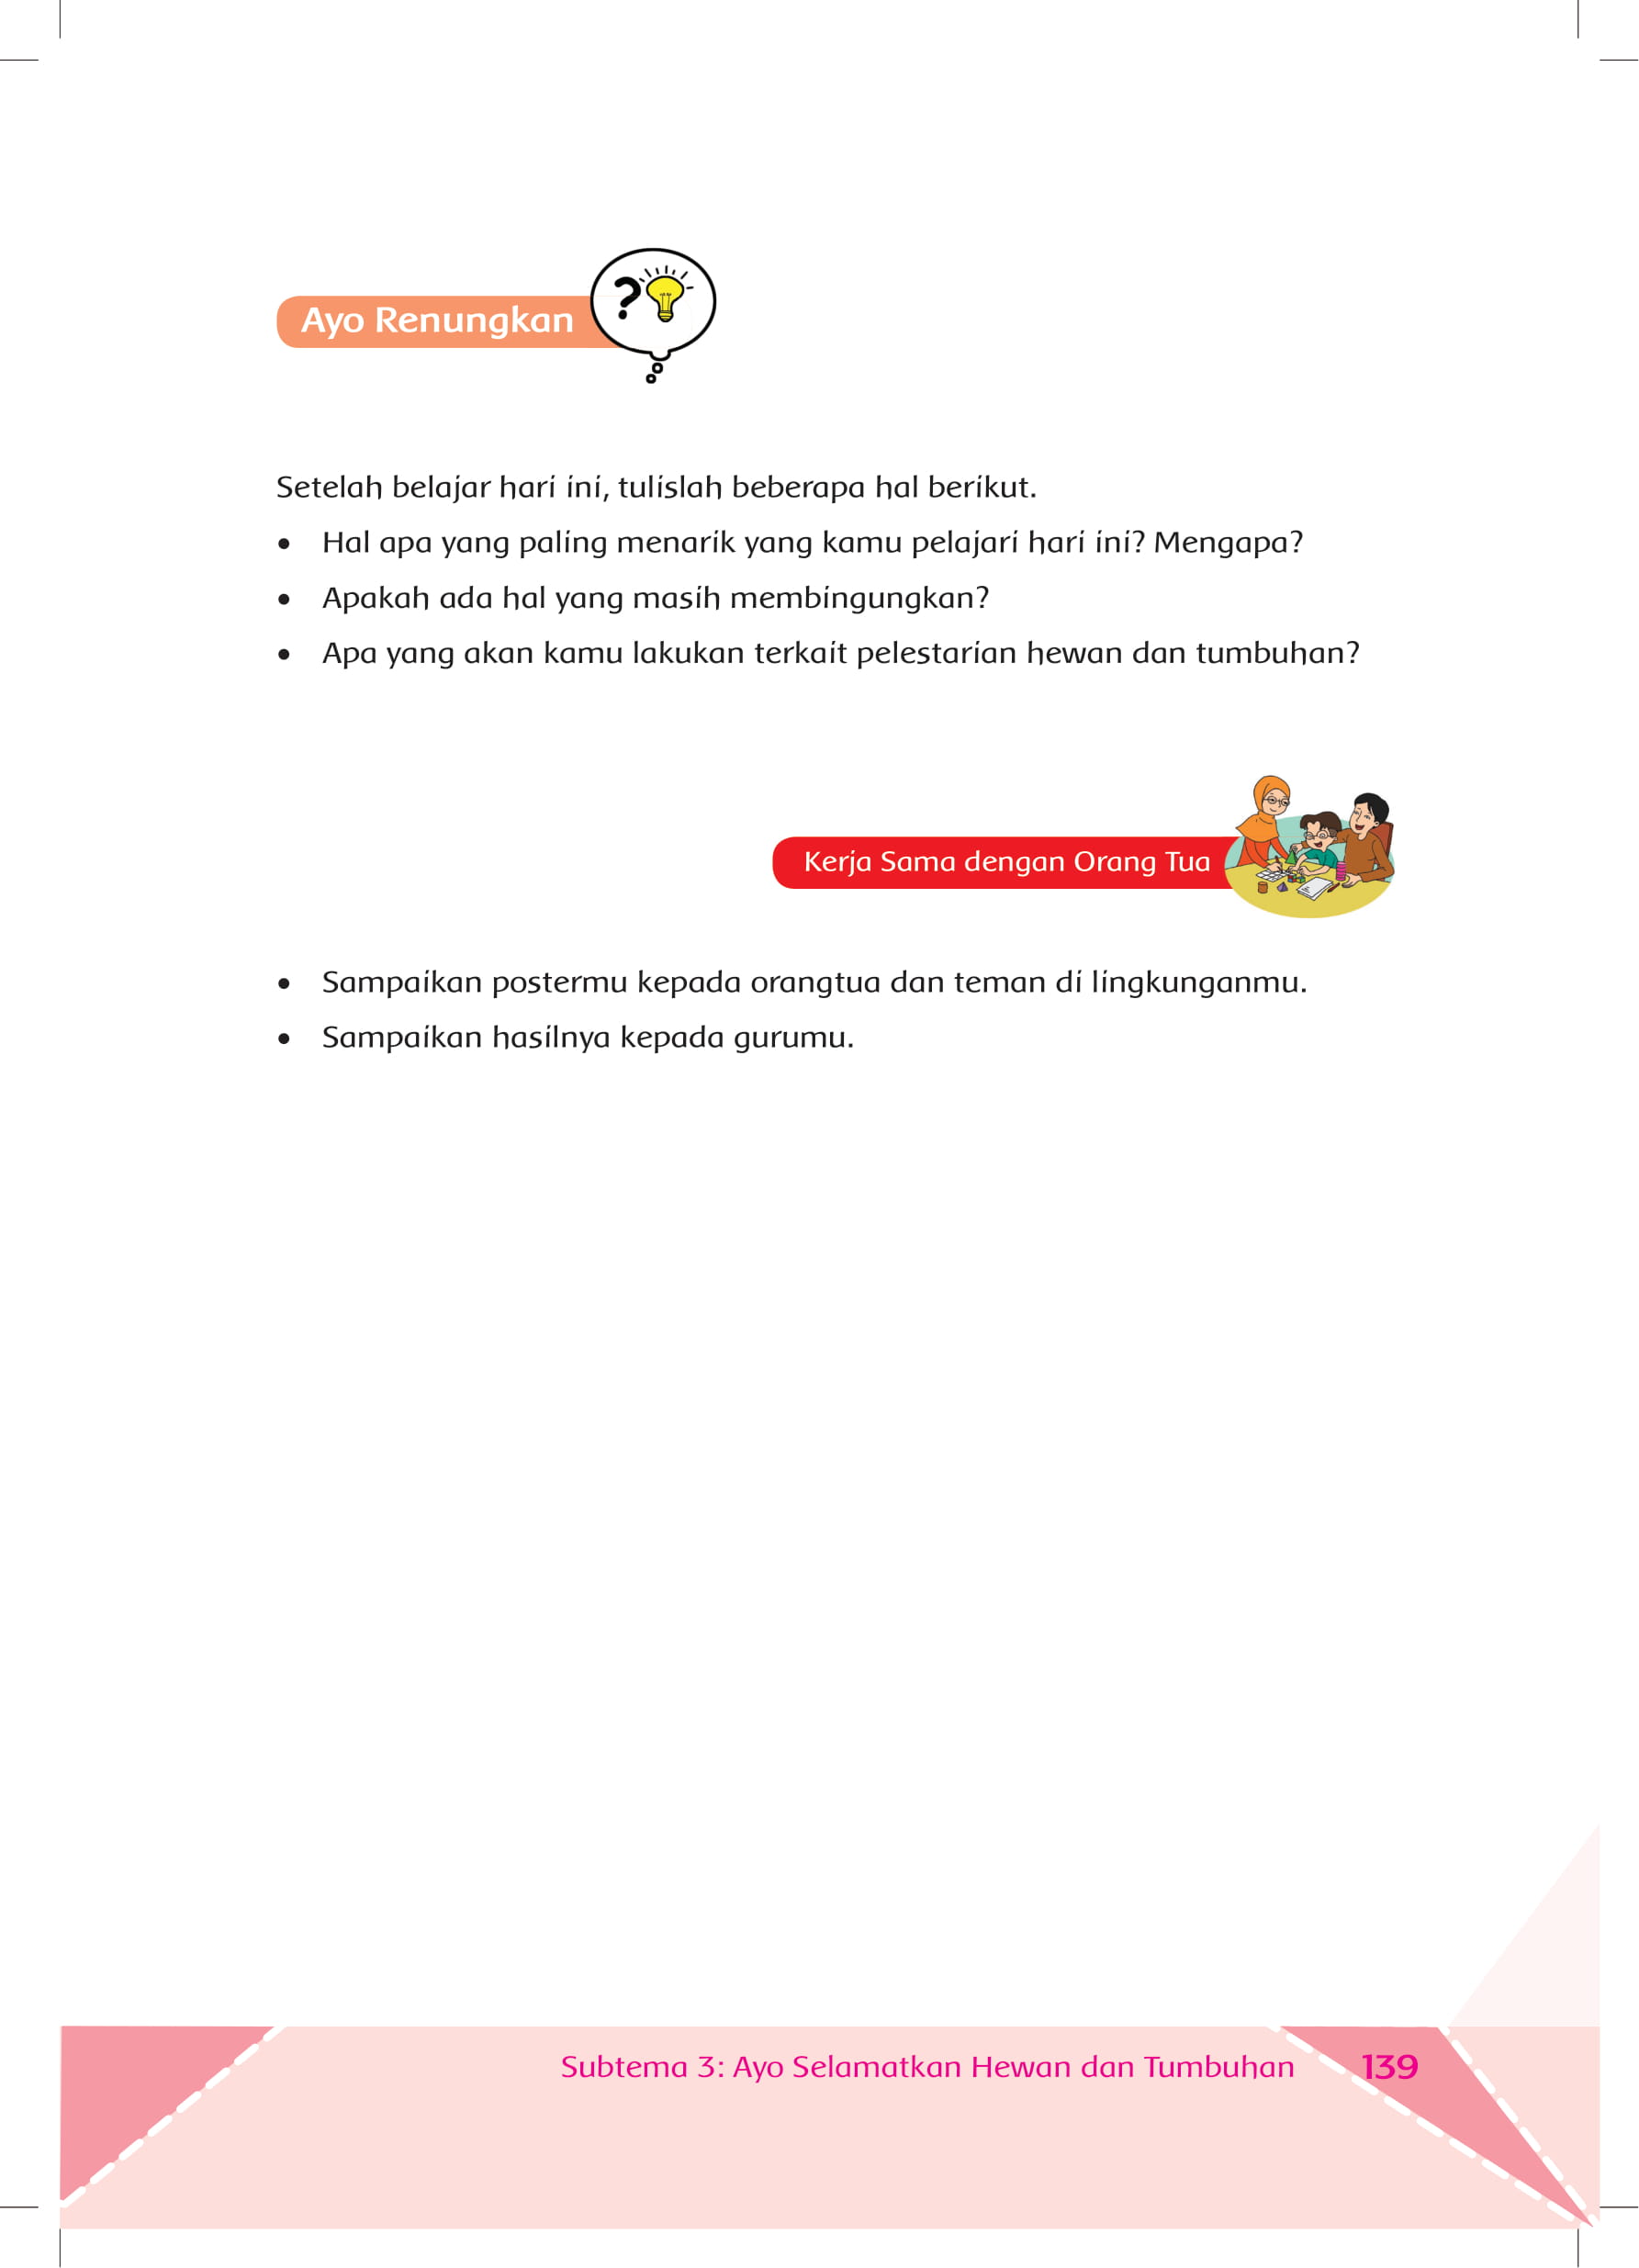 Ayo Renungkan
?
Setelah belajar hari ini, tulislah beberapa hal berikut.
• Hal apa yang paling menarik yang kamu pelajari hari ini? Mengapa?
• Apakah ada hal yang masih membingungkan?
• Apa yang akan kamu lakukan terkait pelestarian hewan dan tumbuhan?
Kerja Sama dengan Orang Tua
• Sampaikan postermu kepada orangtua dan teman di lingkunganmu.
• Sampaikan hasilnya kepada gurumu.
Subtema 3: Ayo Selamatkan Hewan dan Tumbuhan 139